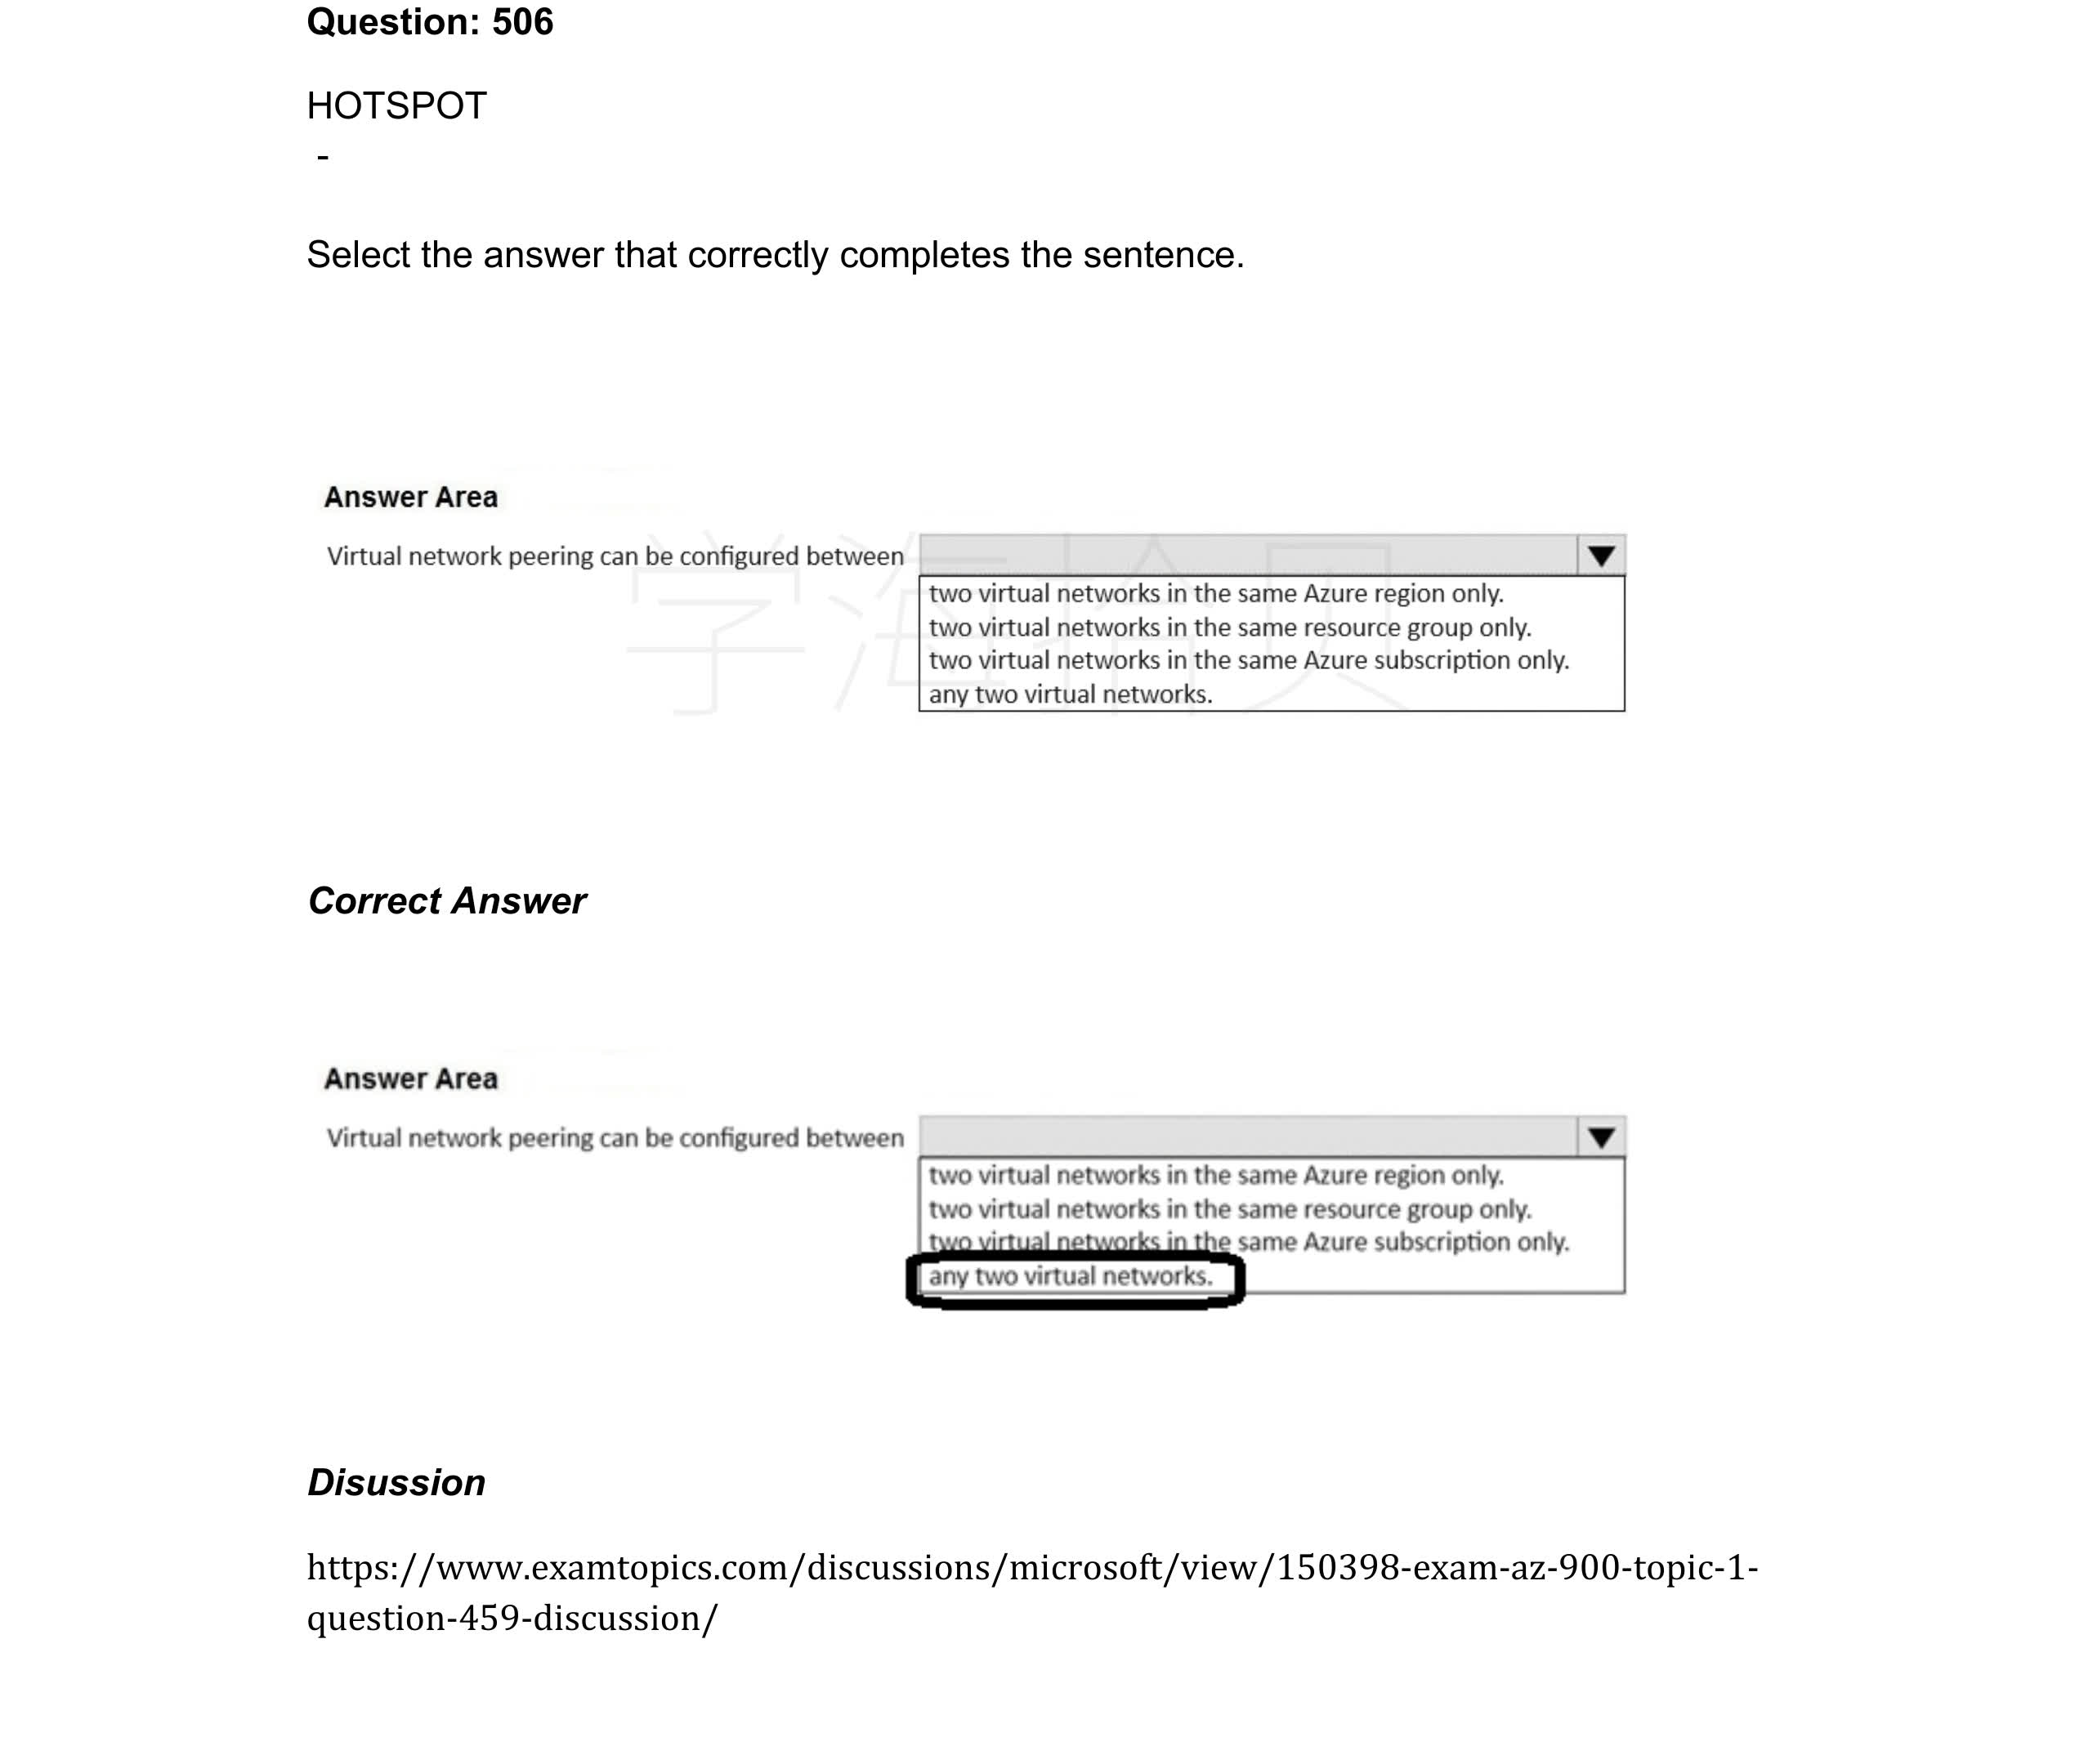 Question: 506
HOTSPOT
-
Select the answer that correctly completes the sentence.
Answer Area
Virtual network peering can be configured between
two virtual networks in the same Azure region only.
two virtual networks in the same resource group only.
two virtual networks in the same Azure subscription only.
any two virtual networks.
学海拾贝
Correct Answer
Answer Area
Virtual network peering can be configured between
two virtual networks in the same Azure region only.
two virtual networks in the same resource group only.
two virtual networks in the same Azure subscription only.
any two virtual networks.
Disussion
https://www.examtopics.com/discussions/microsoft/view/150398-exam-az-900-topic-1-
question-459-discussion/